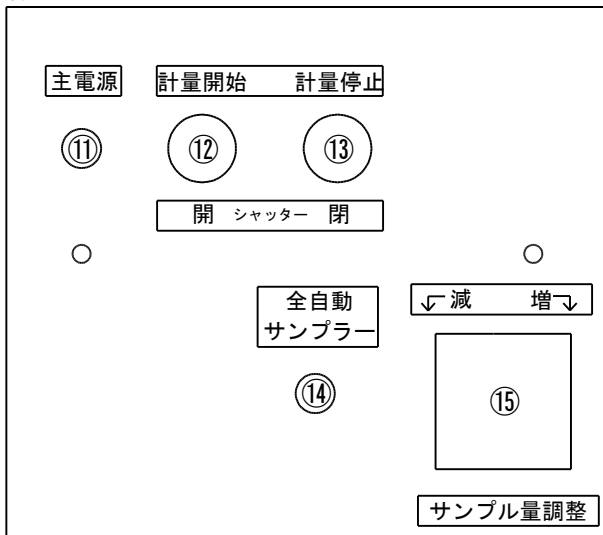 主電源
計量開始 計量停止
⑪ ⑫ ⑬
開 シャッター 閉
減 増
全自動
サンプラー
⑭ ⑮
サンプル量調整